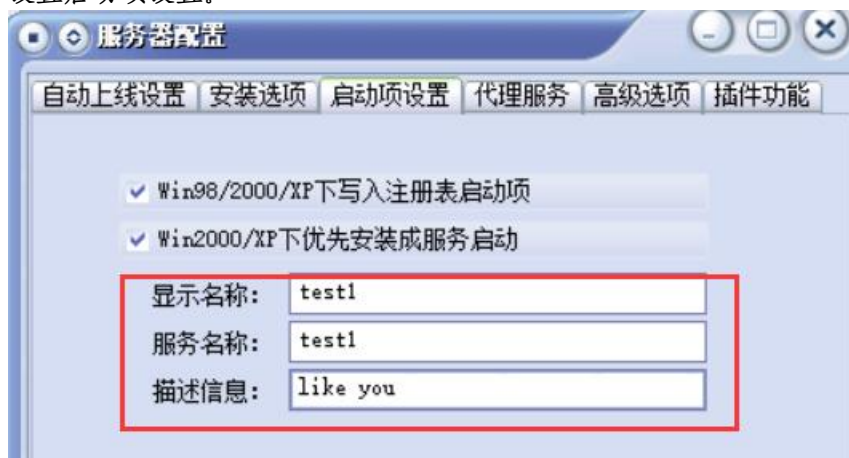 服务器配置
自动上线设置 安装选项 启动项设置 代理服务 高级选项 插件功能
Win98/2000/XP下写入注册表启动项
Win2000/XP下优先安装成服务启动
显示名称: test1
服务名称: test1
描述信息: like you